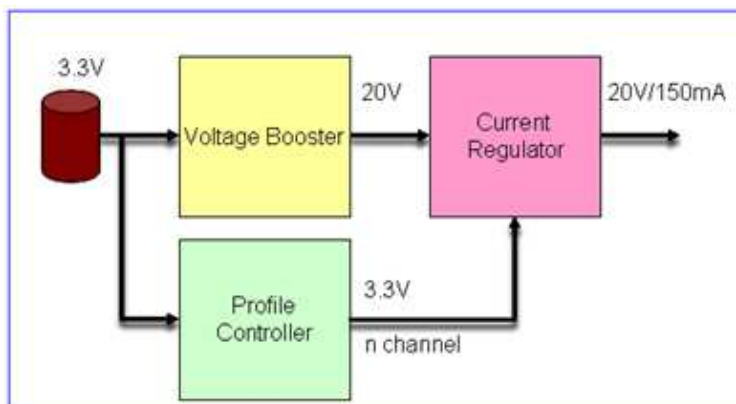 3.3V
Voltage Booster
20V
Current
Regulator
20V/150mA
Profile
Controller
3.3V
n channel